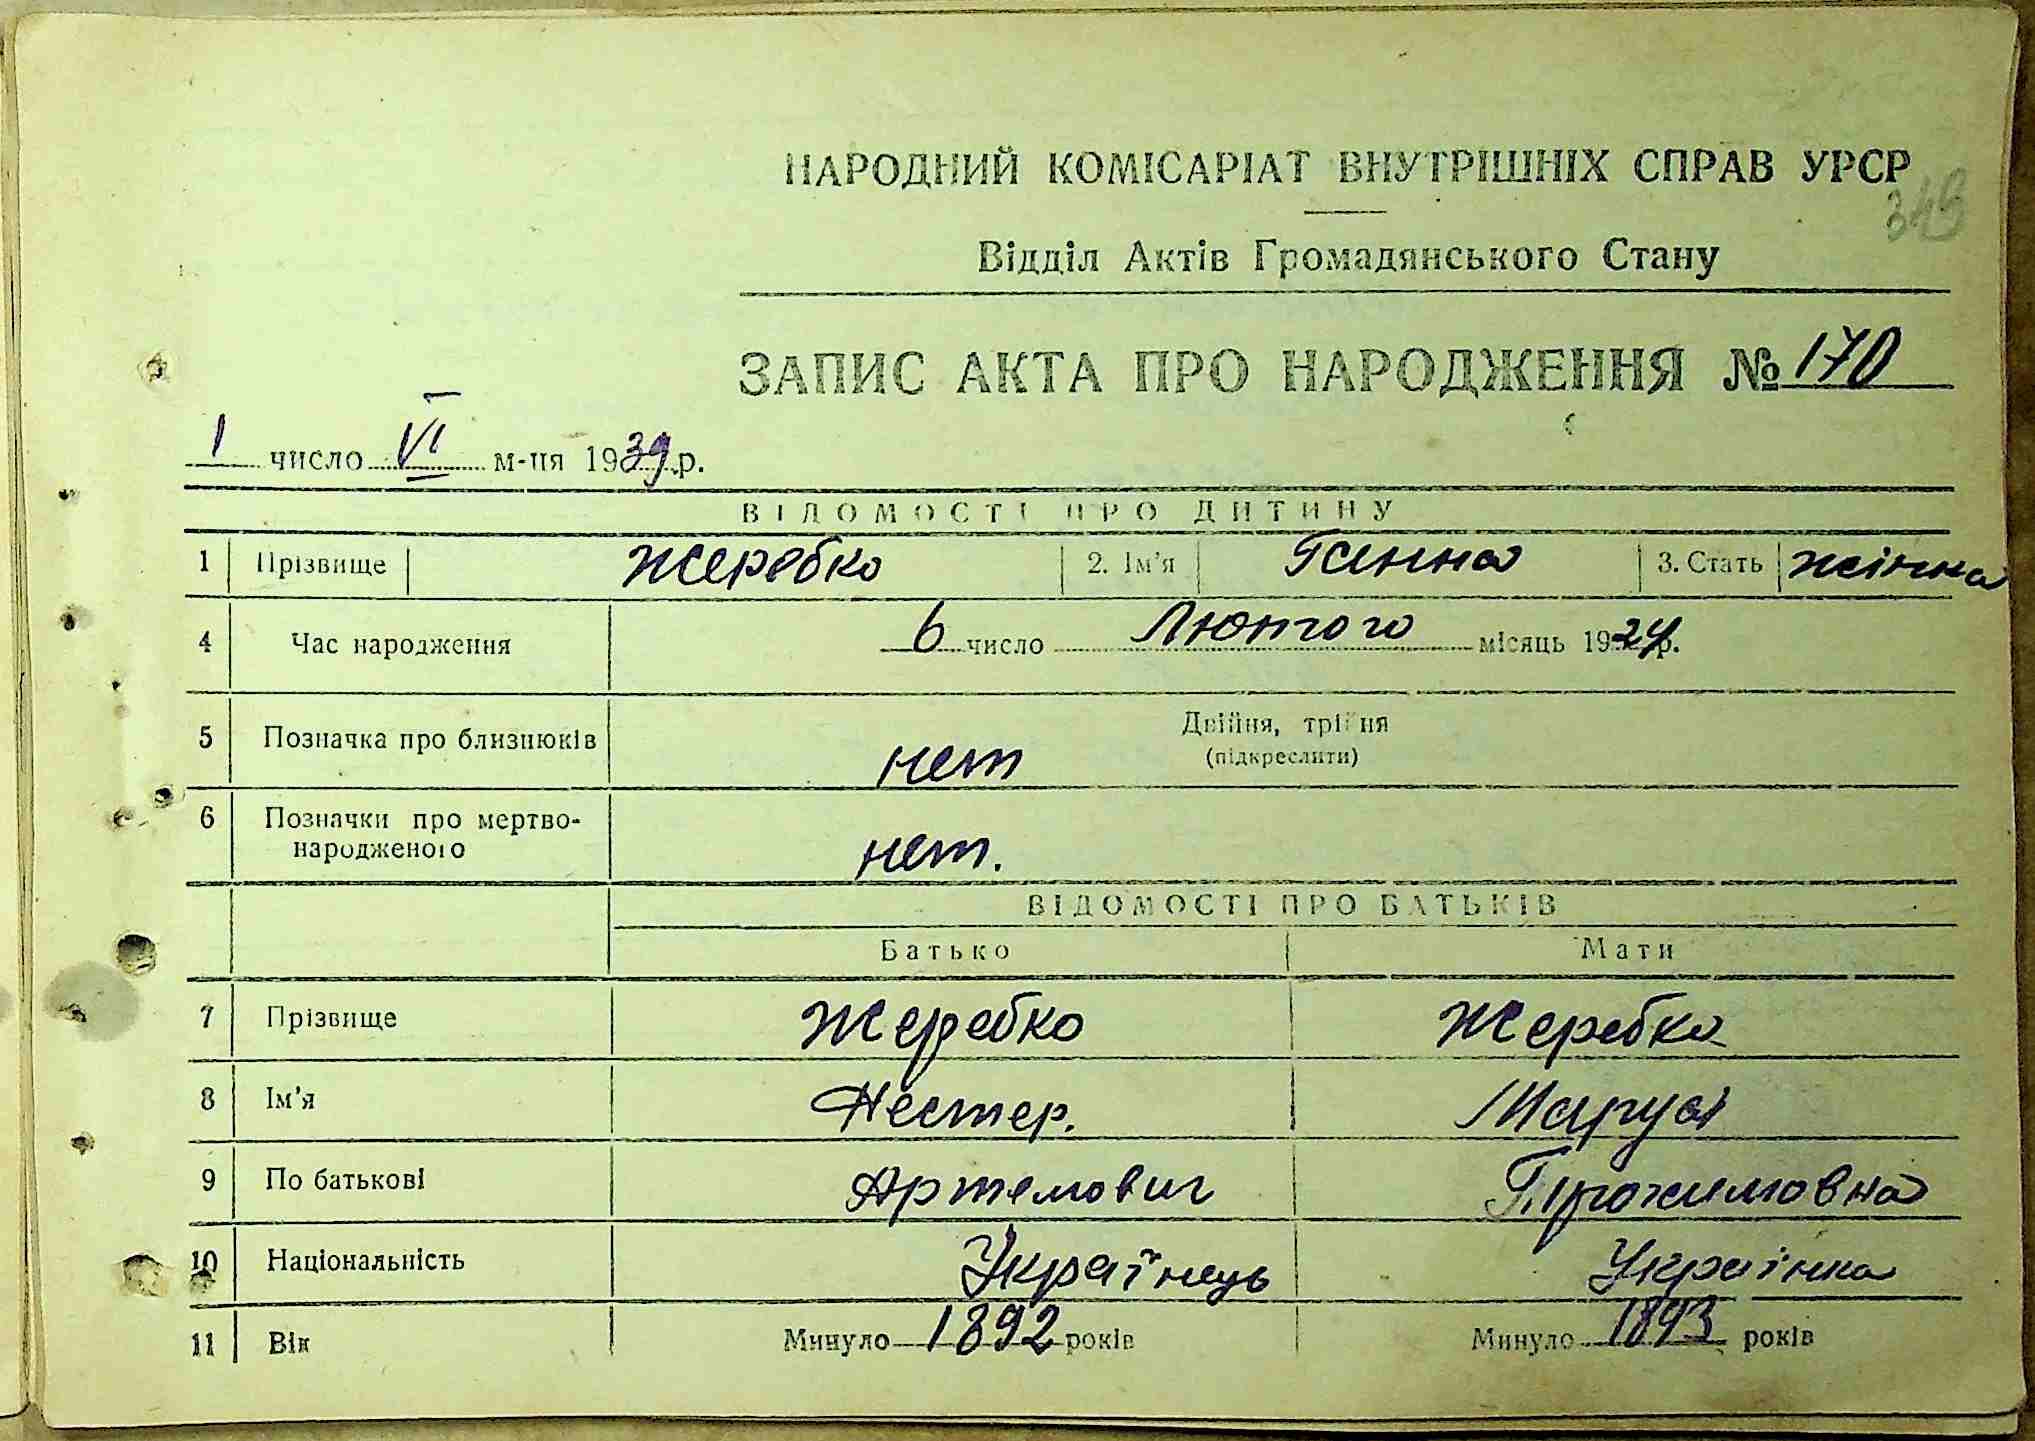 НАРОДНИЙ КОМІСАРІАТ ВНУТРІШНІХ СПРАВ УРСР
Відділ Актів Громадянського Стану
ЗАПИС АКТА ПРО НАРОДЖЕННЯ № 170
1 число VI м-ця 1939 р.
ВІДОМОСТІ ПРО ДИТИНУ
1 Прізвище Жеребко 2. Ім'я Ганна 3. Стать жінка
4 Час народження 6 число Лютого місяць 1924 р.
5 Позначка про близнюків нет Двійня, трійня
(підкреслити)
6 Позначки про мертво-
народженого нет.
ВІДОМОСТІ ПРО БАТЬКІВ
Батько Мати
7 Прізвище Жеребко Жеребко
8 Ім'я Нестер. Маруся
9 По батькові Артемович
10 Національність Українець Українка
11 Вік Минуло 1892 років Минуло 1893 років